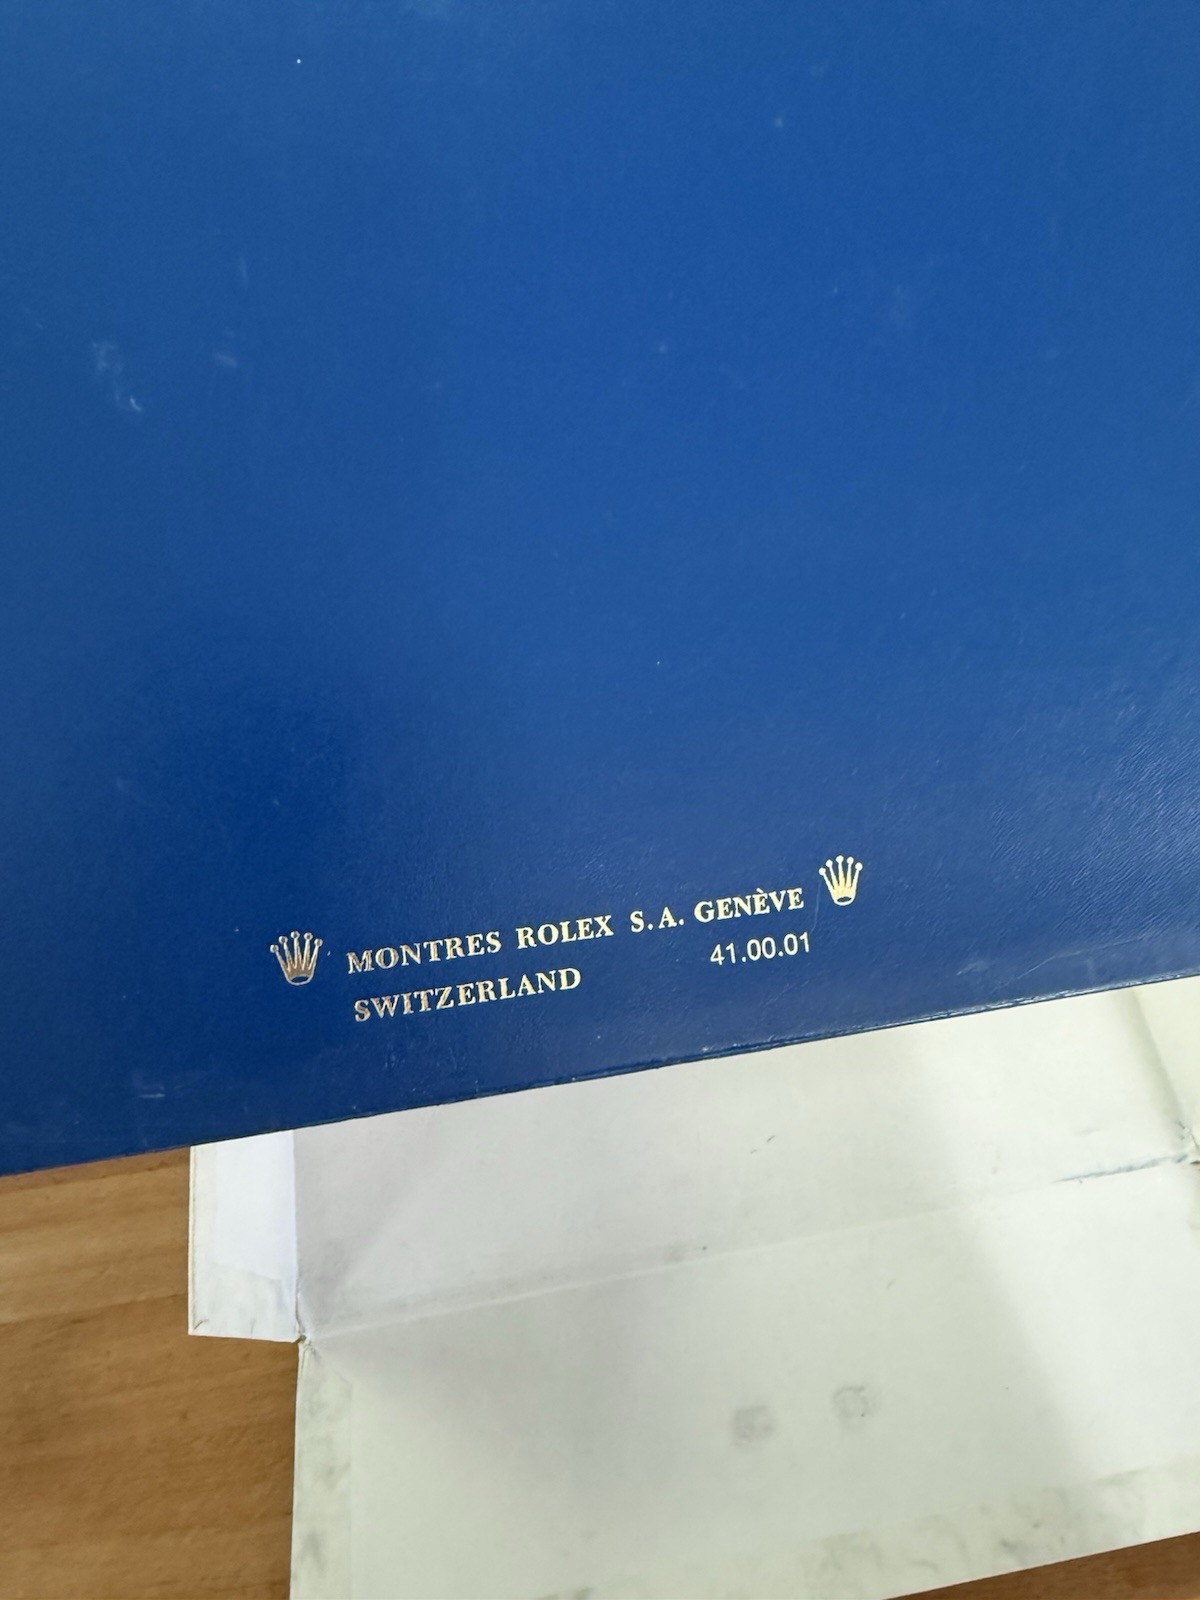 MONTRES ROLEX S.A. GENÈVE
SWITZERLAND 41.00.01